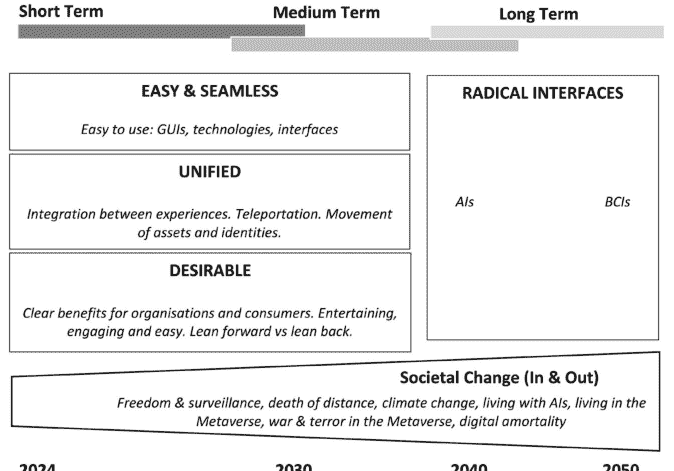 Short Term
Medium Term
Long Term
EASY & SEAMLESS
Easy to use: GUIs, technologies, interfaces
UNIFIED
Integration between experiences. Teleportation. Movement
of assets and identities.
DESIRABLE
Clear benefits for organisations and consumers. Entertaining,
engaging and easy. Lean forward vs lean back.
RADICAL INTERFACES
AIs
BCIs
Societal Change (In & Out)
Freedom & surveillance, death of distance, climate change, living with AIs, living in the
Metaverse, war & terror in the Metaverse, digital amortality
2024
2030
2040
2050